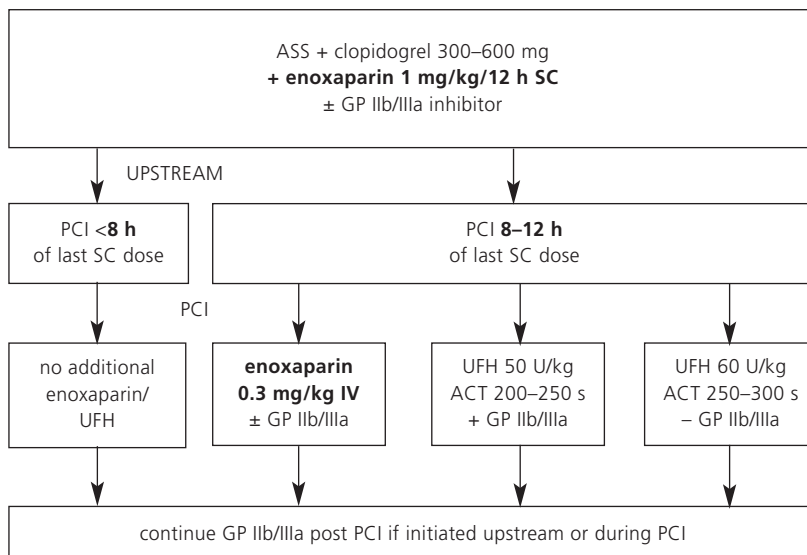 ASS + clopidogrel 300–600 mg
+ enoxaparin 1 mg/kg/12 h SC
± GP IIb/IIIa inhibitor
UPSTREAM
PCI <8 h
of last SC dose
PCI 8–12 h
of last SC dose
PCI
no additional
enoxaparin/
UFH
enoxaparin
0.3 mg/kg IV
± GP IIb/IIIa
UFH 50 U/kg
ACT 200–250 s
+ GP IIb/IIIa
UFH 60 U/kg
ACT 250–300 s
– GP IIb/IIIa
continue GP IIb/IIIa post PCI if initiated upstream or during PCI